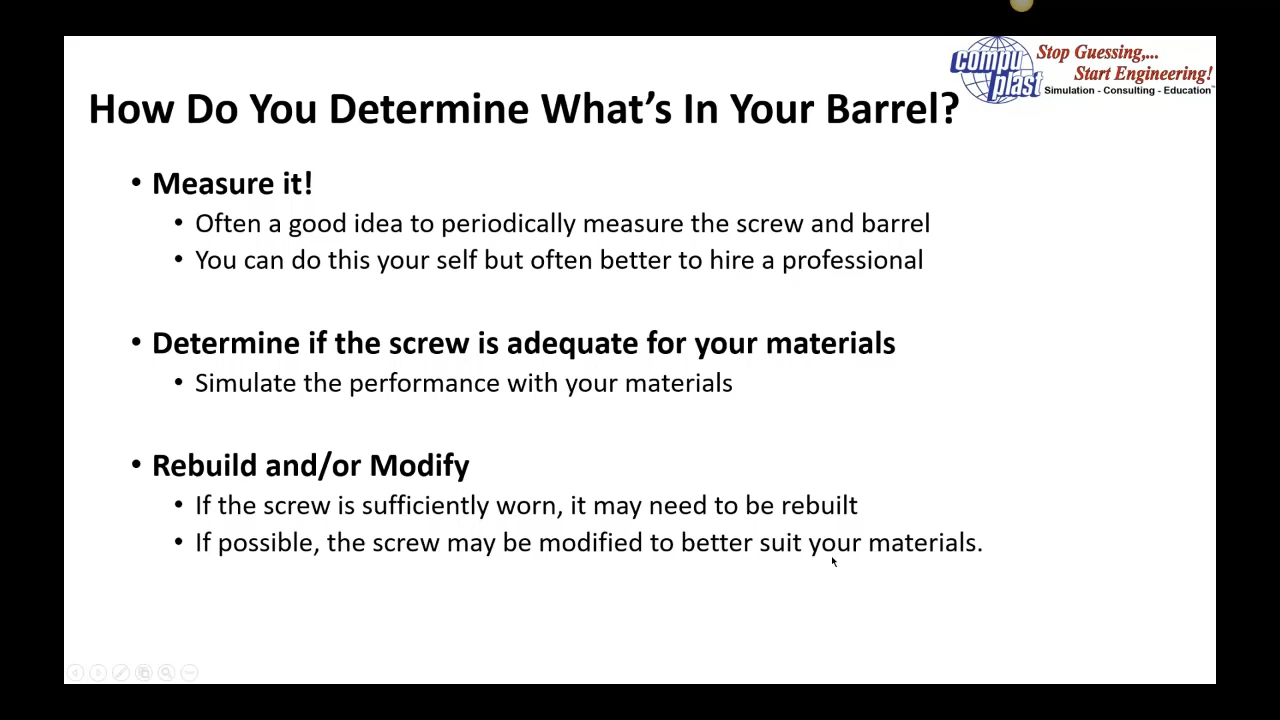 compu
plast
Stop Guessing,...
Start Engineering!
Simulation - Consulting - Education
How Do You Determine What’s In Your Barrel?
• Measure it!
• Often a good idea to periodically measure the screw and barrel
• You can do this your self but often better to hire a professional
• Determine if the screw is adequate for your materials
• Simulate the performance with your materials
• Rebuild and/or Modify
• If the screw is sufficiently worn, it may need to be rebuilt
• If possible, the screw may be modified to better suit your materials.